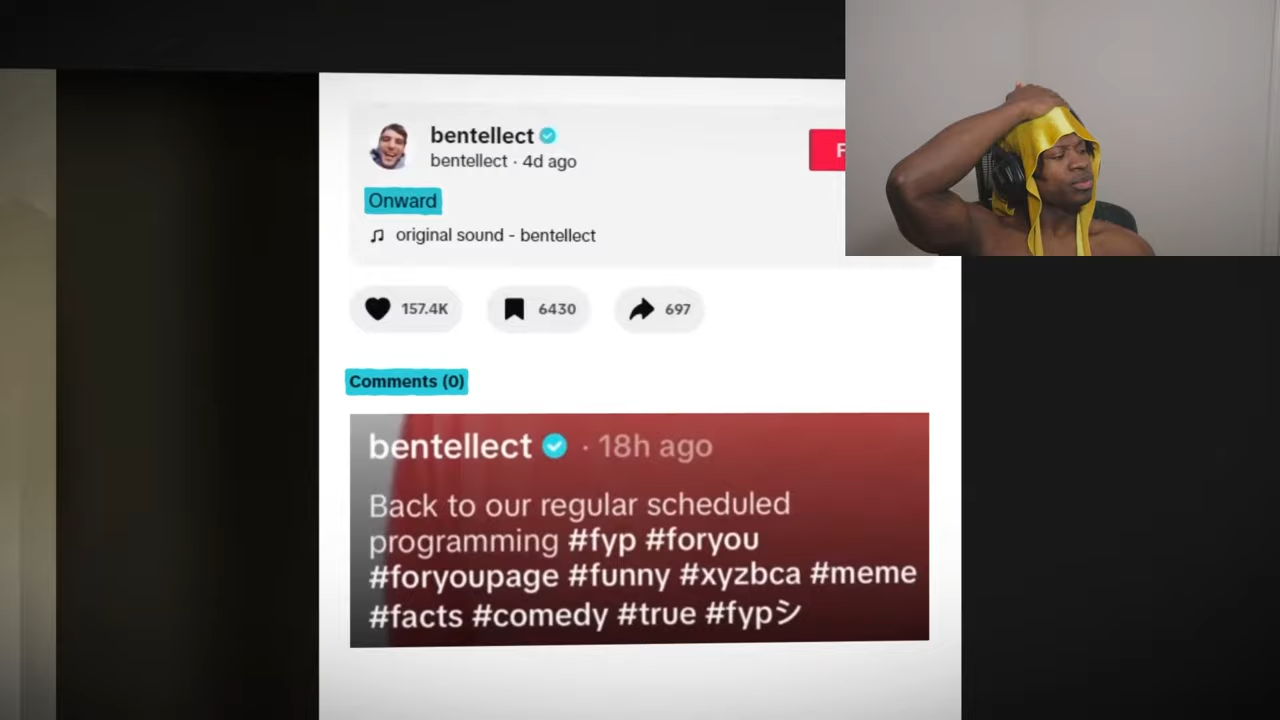 bentellect
bentellect · 4d ago
Onward
original sound - bentellect
157.4K
6430
697
Comments (0)
bentellect · 18h ago
Back to our regular scheduled
programming #fyp #foryou
#foryoupage #funny #xyzbca #meme
#facts #comedy #true #fypシ